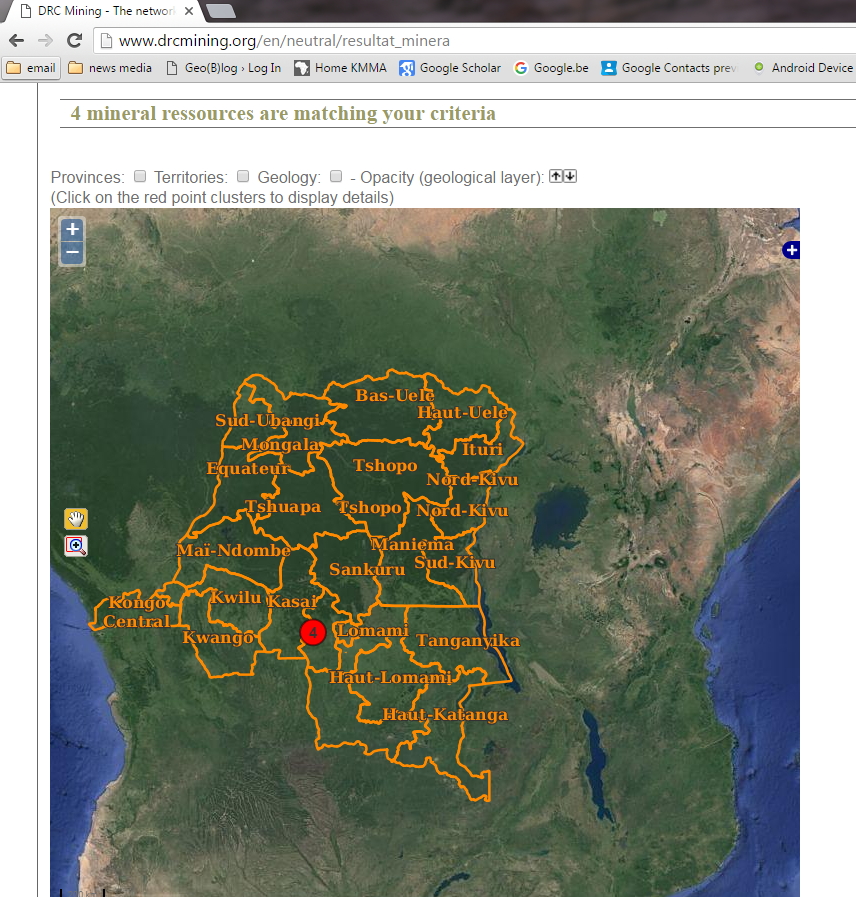 DRC Mining - The networ
www.drcmining.org/en/neutral/resultat_minera
email news media Geo(B)log › Log In Home KMMA Google Scholar Google.be Google Contacts prev Android Device
4 mineral ressources are matching your criteria
Provinces: Territories: Geology: - Opacity (geological layer):
(Click on the red point clusters to display details)
+
−
+
Bas-Uele
Haut-Uele
Sud-Ubangi
Mongala
Ituri
Equateur
Tshopo
Nord-Kivu
Tshuapa
Tshopo
Nord-Kivu
Maniema
Maï-Ndombe
Sud-Kivu
Sankuru
Kwilu
Kasai
Kongo
Central
4
Lomami
Kwango
Tanganyika
Haut-Lomami
Haut-Katanga